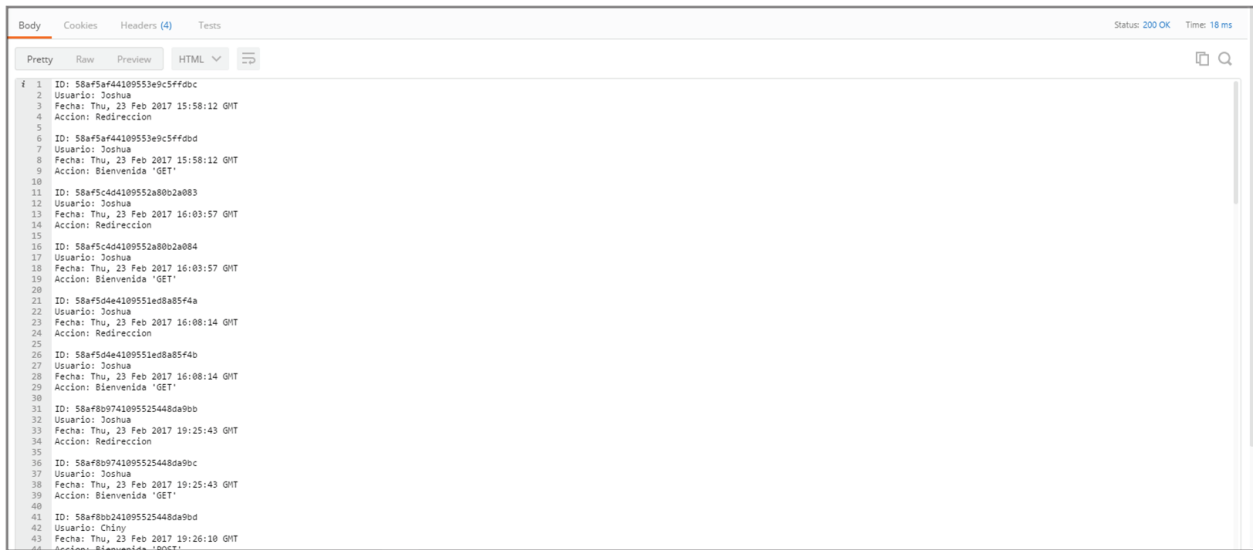 Body Cookies Headers (4) Tests Status: 200 OK Time: 18 ms
Pretty Raw Preview HTML
i 1 ID: 58af5af44109553e9c5ffdbc
2 Usuario: Joshua
3 Fecha: Thu, 23 Feb 2017 15:58:12 GMT
4 Accion: Redireccion
5
6 ID: 58af5af44109553e9c5ffdbd
7 Usuario: Joshua
8 Fecha: Thu, 23 Feb 2017 15:58:12 GMT
9 Accion: Bienvenida 'GET'
10
11 ID: 58af5c4d4109552a80b2a083
12 Usuario: Joshua
13 Fecha: Thu, 23 Feb 2017 16:03:57 GMT
14 Accion: Redireccion
15
16 ID: 58af5c4d4109552a80b2a084
17 Usuario: Joshua
18 Fecha: Thu, 23 Feb 2017 16:03:57 GMT
19 Accion: Bienvenida 'GET'
20
21 ID: 58af5d4e4109551ed8a85f4a
22 Usuario: Joshua
23 Fecha: Thu, 23 Feb 2017 16:08:14 GMT
24 Accion: Redireccion
25
26 ID: 58af5d4e4109551ed8a85f4b
27 Usuario: Joshua
28 Fecha: Thu, 23 Feb 2017 16:08:14 GMT
29 Accion: Bienvenida 'GET'
30
31 ID: 58af8b9741095525448da9bb
32 Usuario: Joshua
33 Fecha: Thu, 23 Feb 2017 19:25:43 GMT
34 Accion: Redireccion
35
36 ID: 58af8b9741095525448da9bc
37 Usuario: Joshua
38 Fecha: Thu, 23 Feb 2017 19:25:43 GMT
39 Accion: Bienvenida 'GET'
40
41 ID: 58af8bb241095525448da9bd
42 Usuario: Chiny
43 Fecha: Thu, 23 Feb 2017 19:26:10 GMT
44 Accion: Bienvenida 'POST'